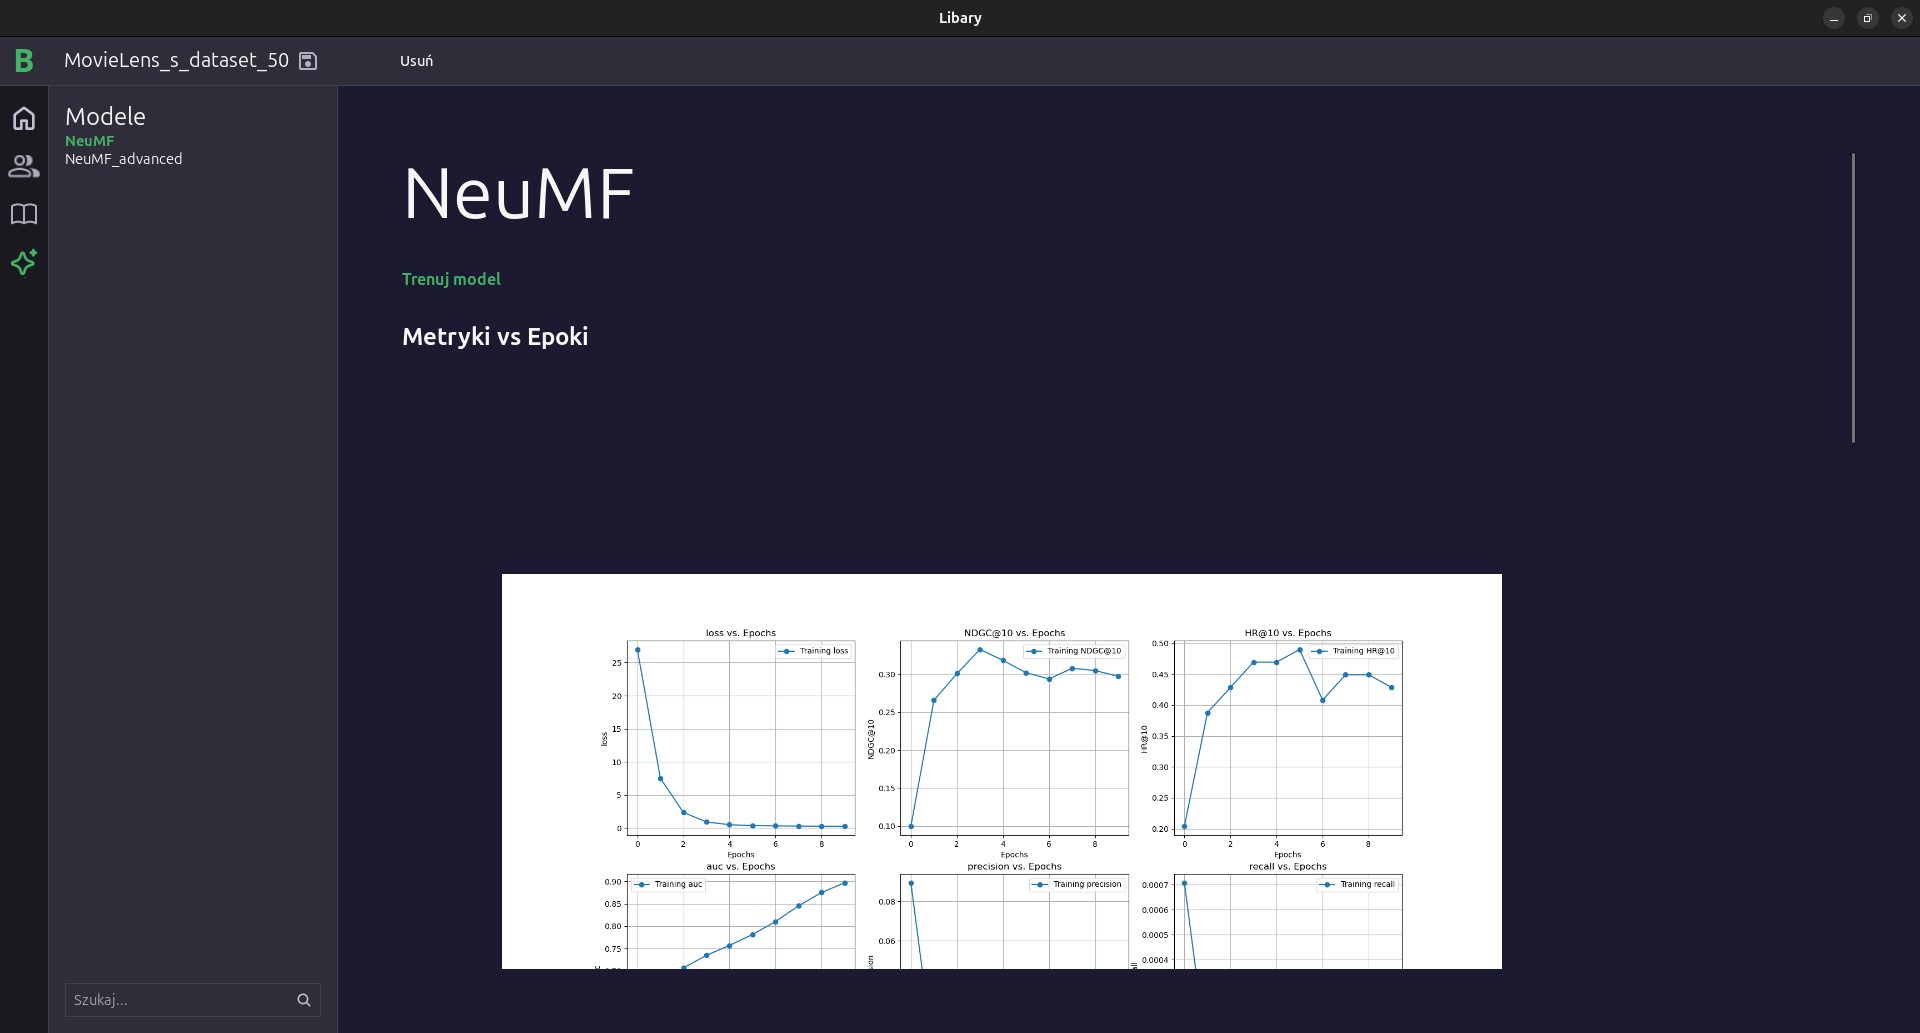 Libary
B
MovieLens_s_dataset_50
Usuń
Modele
NeuMF
NeuMF_advanced
Szukaj...
NeuMF
Trenuj model
Metryki vs Epoki
loss vs. Epochs
Training loss
25
20
15
10
5
0
loss
0 2 4 6 8
Epochs
NDGC@10 vs. Epochs
Training NDGC@10
0.30
0.25
0.20
0.15
0.10
NDGC@10
0 2 4 6 8
Epochs
HR@10 vs. Epochs
Training HR@10
0.50
0.45
0.40
0.35
0.30
0.25
0.20
HR@10
0 2 4 6 8
Epochs
auc vs. Epochs
Training auc
0.90
0.85
0.80
0.75
precision vs. Epochs
Training precision
0.08
0.06
recall vs. Epochs
Training recall
0.0007
0.0006
0.0005
0.0004